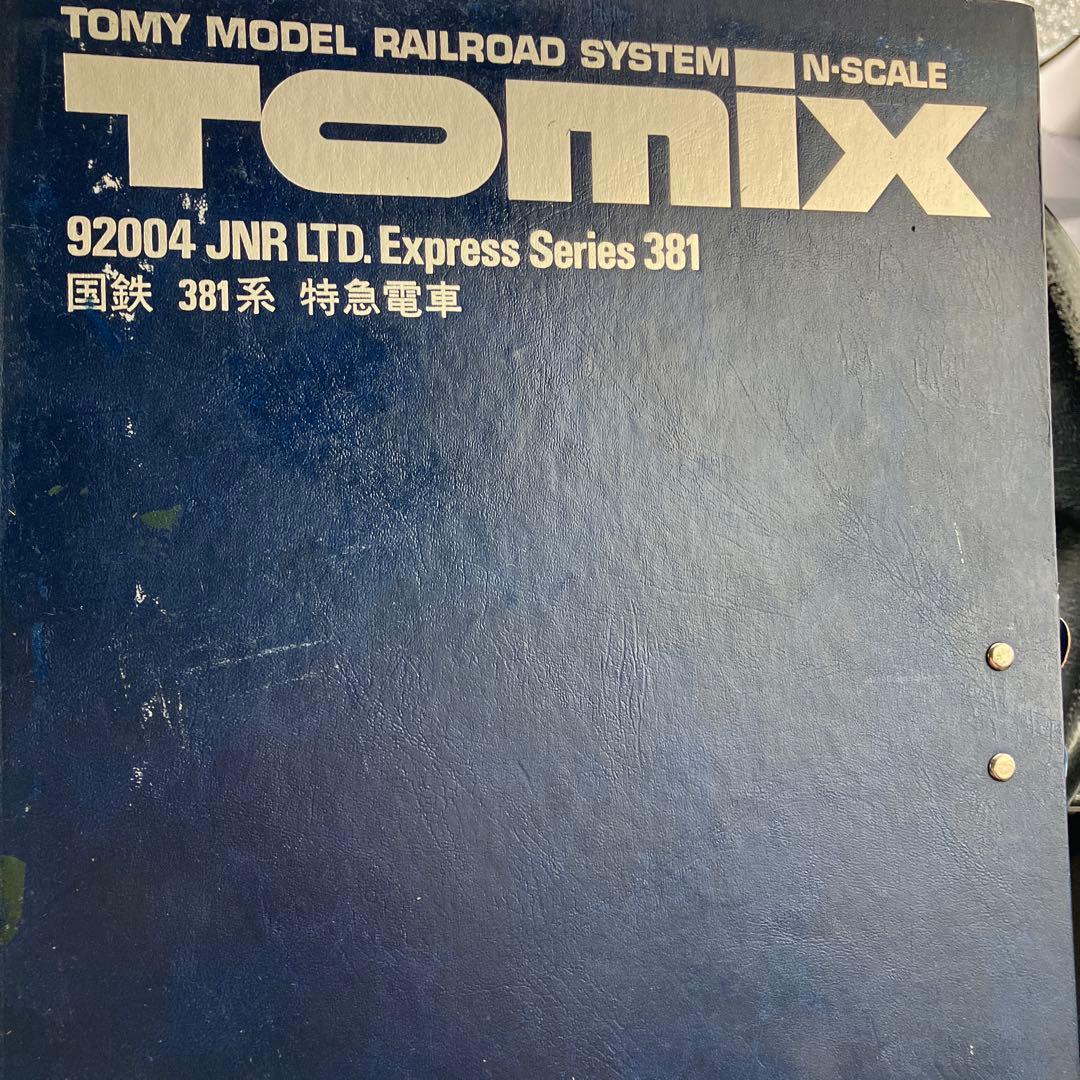 TOMY MODEL RAILROAD SYSTEM N·SCALE
TOMIX
92004 JNR LTD. Express Series 381
国鉄 381系 特急電車